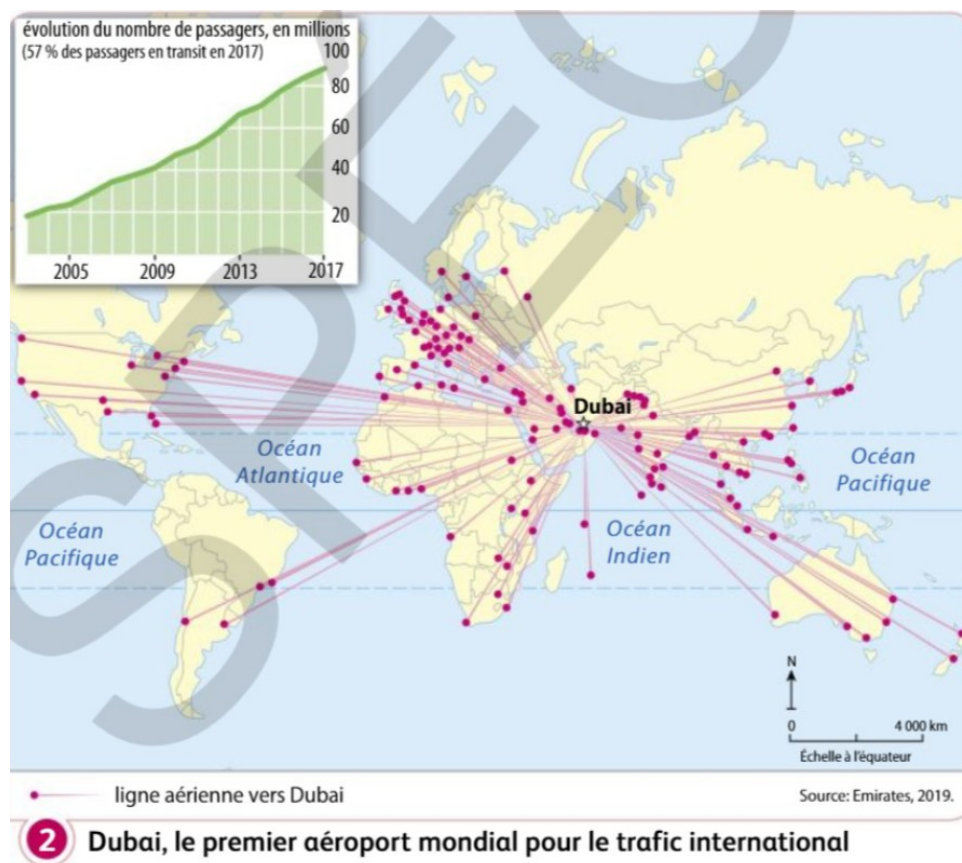 évolution du nombre de passagers, en millions
(57 % des passagers en transit en 2017)
100
80
60
40
20
2005
2009
2013
2017
Dubai
Océan
Atlantique
Océan
Pacifique
Océan
Pacifique
Océan
Indien
N
0
4 000 km
Échelle à l'équateur
ligne aérienne vers Dubai
Source: Emirates, 2019.
2 Dubai, le premier aéroport mondial pour le trafic international
SPEC